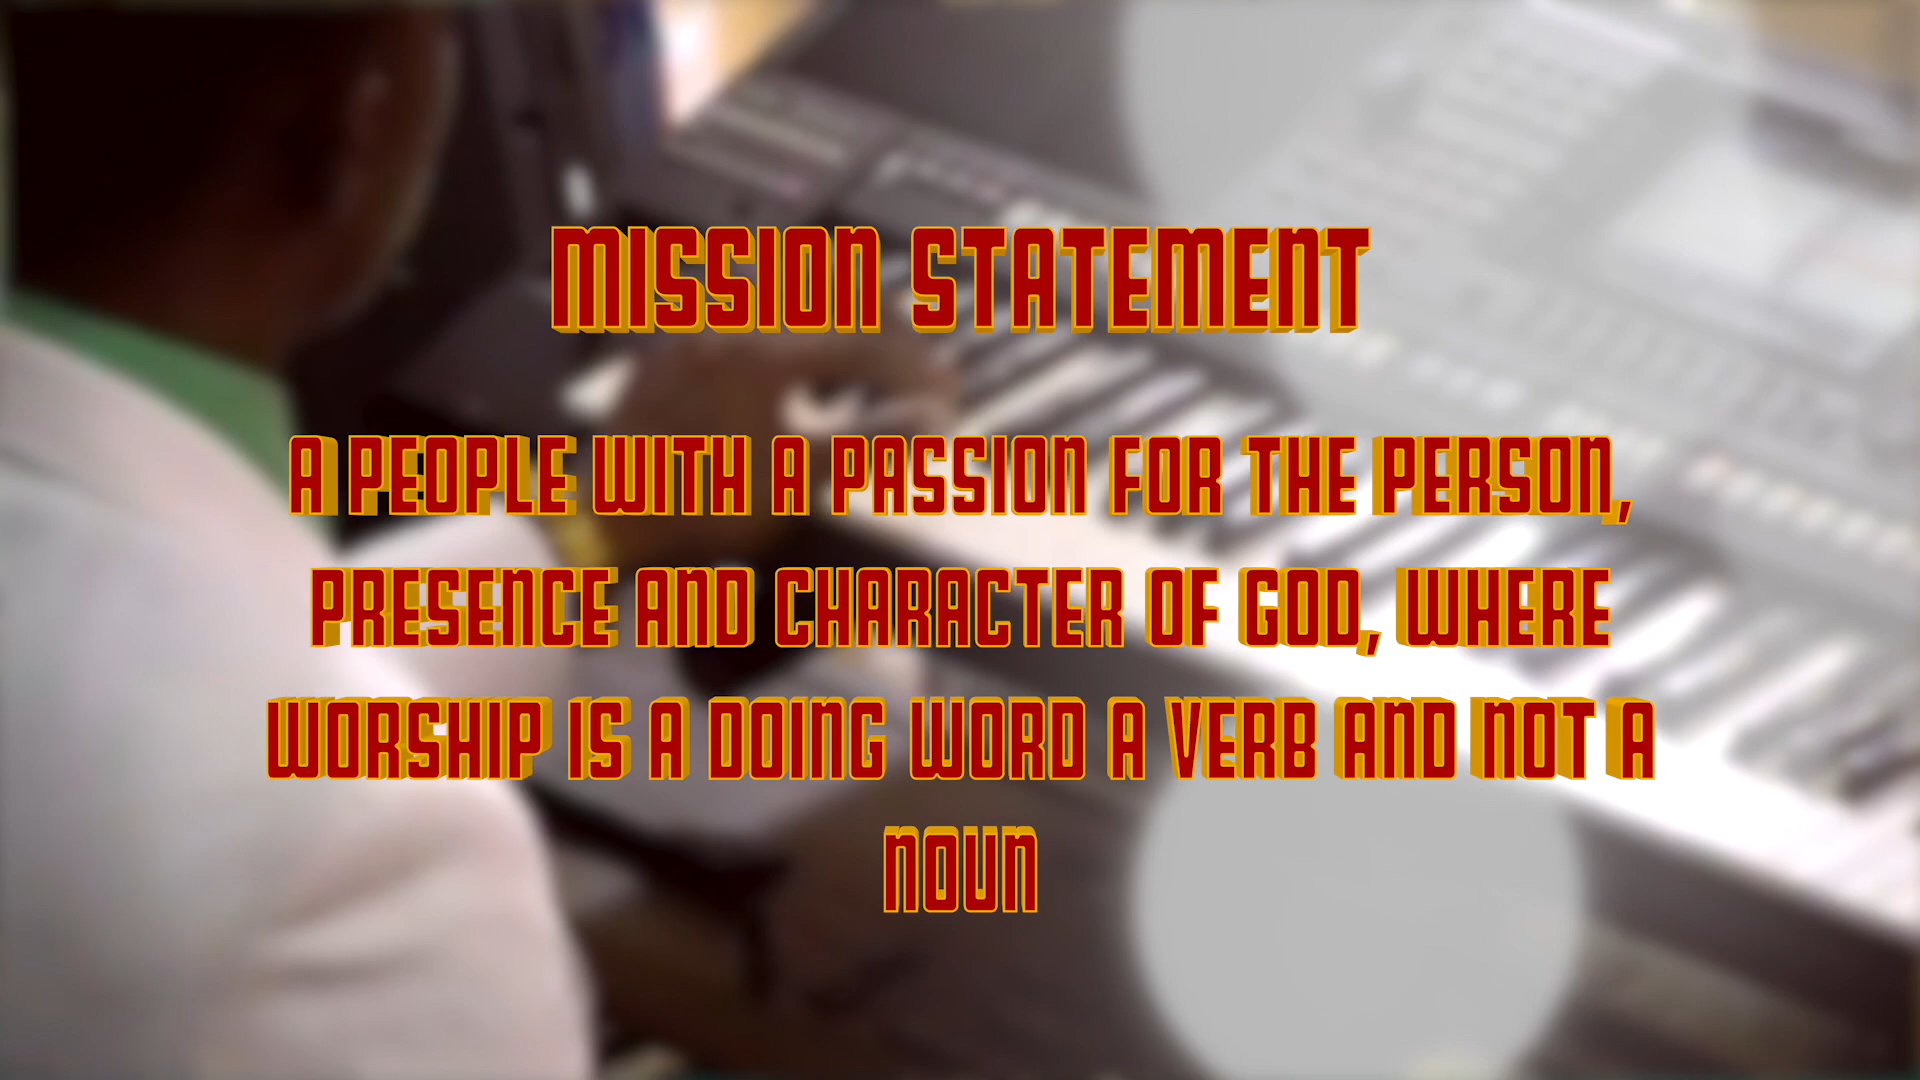 MISSION STATEMENT
A PEOPLE WITH A PASSION FOR THE PERSON,
PRESENCE AND CHARACTER OF GOD, WHERE
WORSHIP IS A DOING WORD A VERB AND NOT A
NOUN